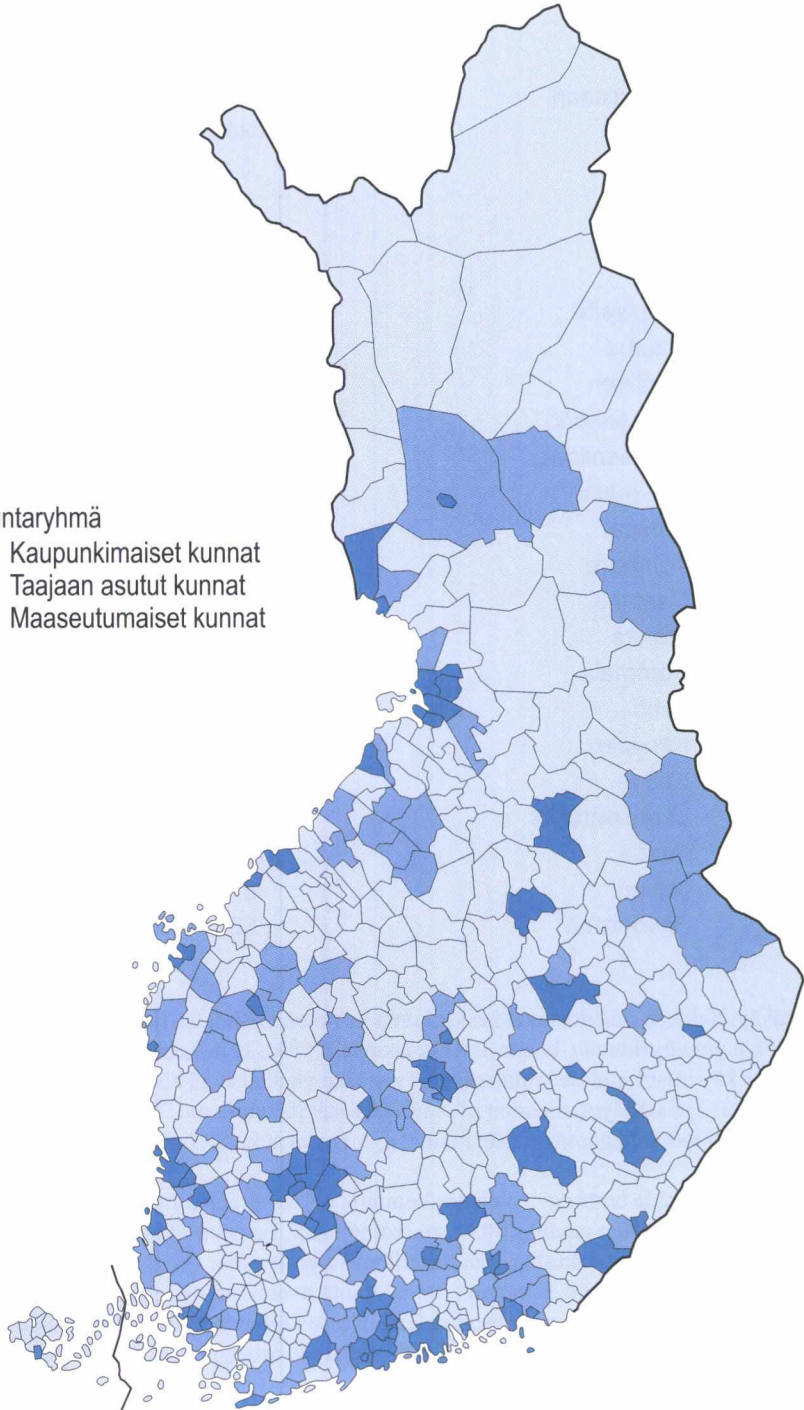 ntaryhmä
Kaupunkimaiset kunnat
Taajaan asutut kunnat
Maaseutumaiset kunnat